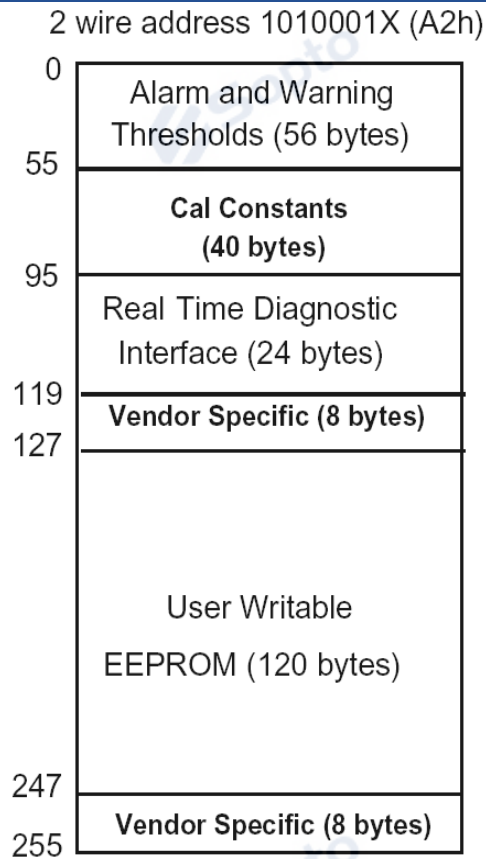 2 wire address 1010001X (A2h)
0
Alarm and Warning
Thresholds (56 bytes)
55
Cal Constants
(40 bytes)
95
Real Time Diagnostic
Interface (24 bytes)
119
Vendor Specific (8 bytes)
127
User Writable
EEPROM (120 bytes)
247
Vendor Specific (8 bytes)
255
Sopto